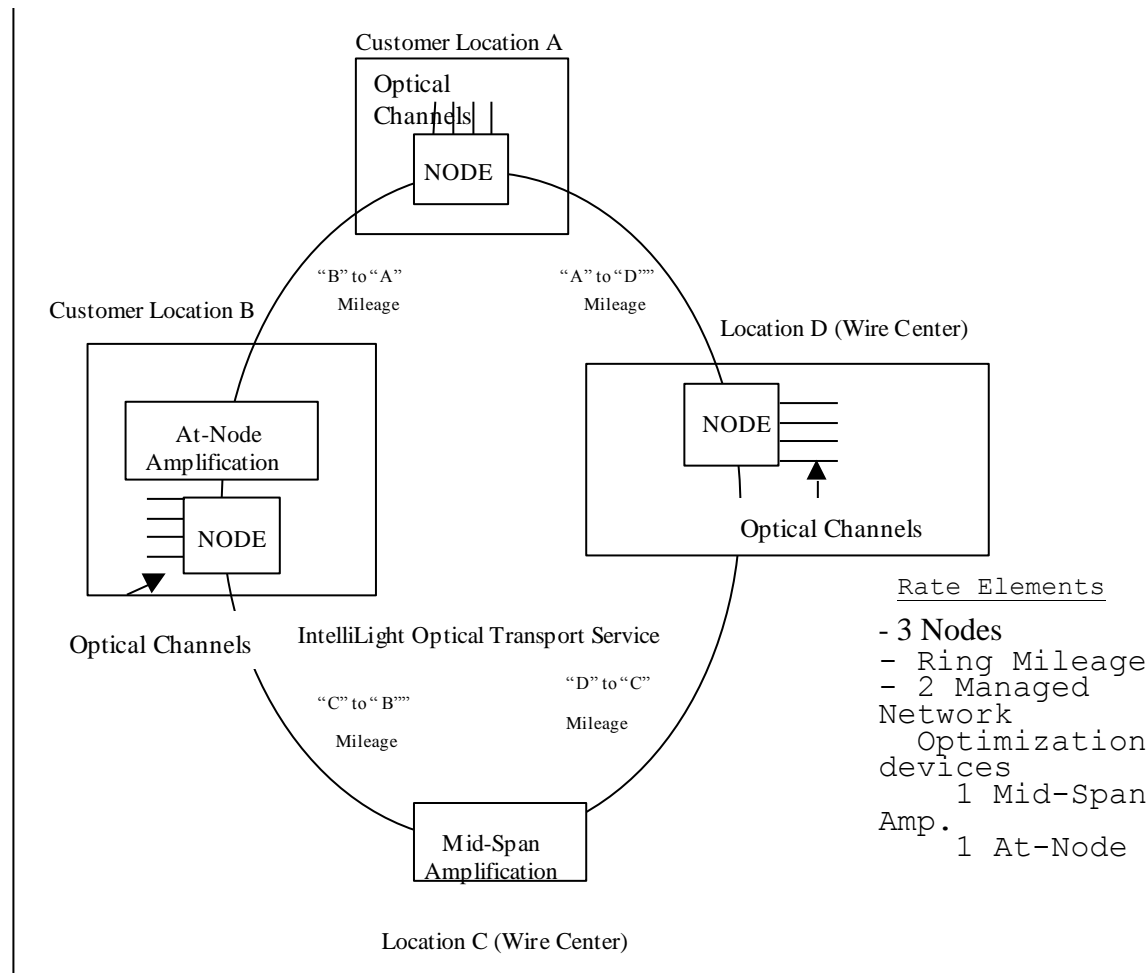 Customer Location A
Optical
Channels
NODE
“B” to “A”
Mileage
“A” to “D””
Mileage
Customer Location B
Location D (Wire Center)
At-Node
Amplification
NODE
NODE
Optical Channels
Optical Channels
Rate Elements
- 3 Nodes
- Ring Mileage
- 2 Managed
Network
Optimization
devices
1 Mid-Span
Amp.
1 At-Node
IntelliLight Optical Transport Service
“C” to “B””
Mileage
“D” to “C”
Mileage
Mid-Span
Amplification
Location C (Wire Center)